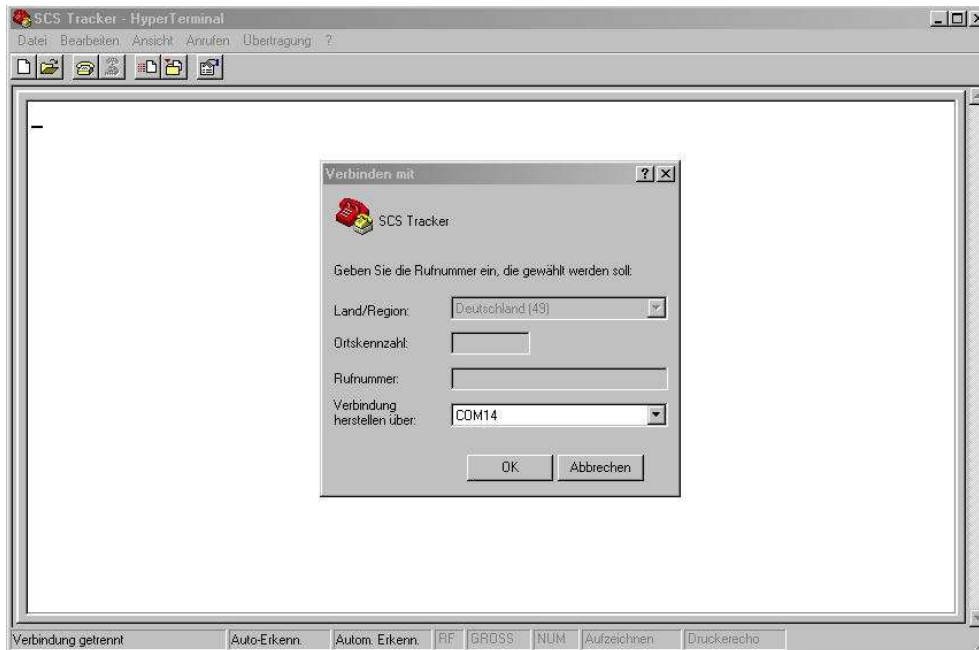 SCS Tracker - HyperTerminal
Datei Bearbeiten Ansicht Anrufen Übertragung ?
Verbinden mit
SCS Tracker
Geben Sie die Rufnummer ein, die gewählt werden soll:
Land/Region: Deutschland (49)
Ortskennzahl:
Rufnummer:
Verbindung
herstellen über: COM14
OK Abbrechen
Verbindung getrennt Auto-Erkenn. Autom. Erkenn. RF GROSS NUM Aufzeichnen Druckerecho